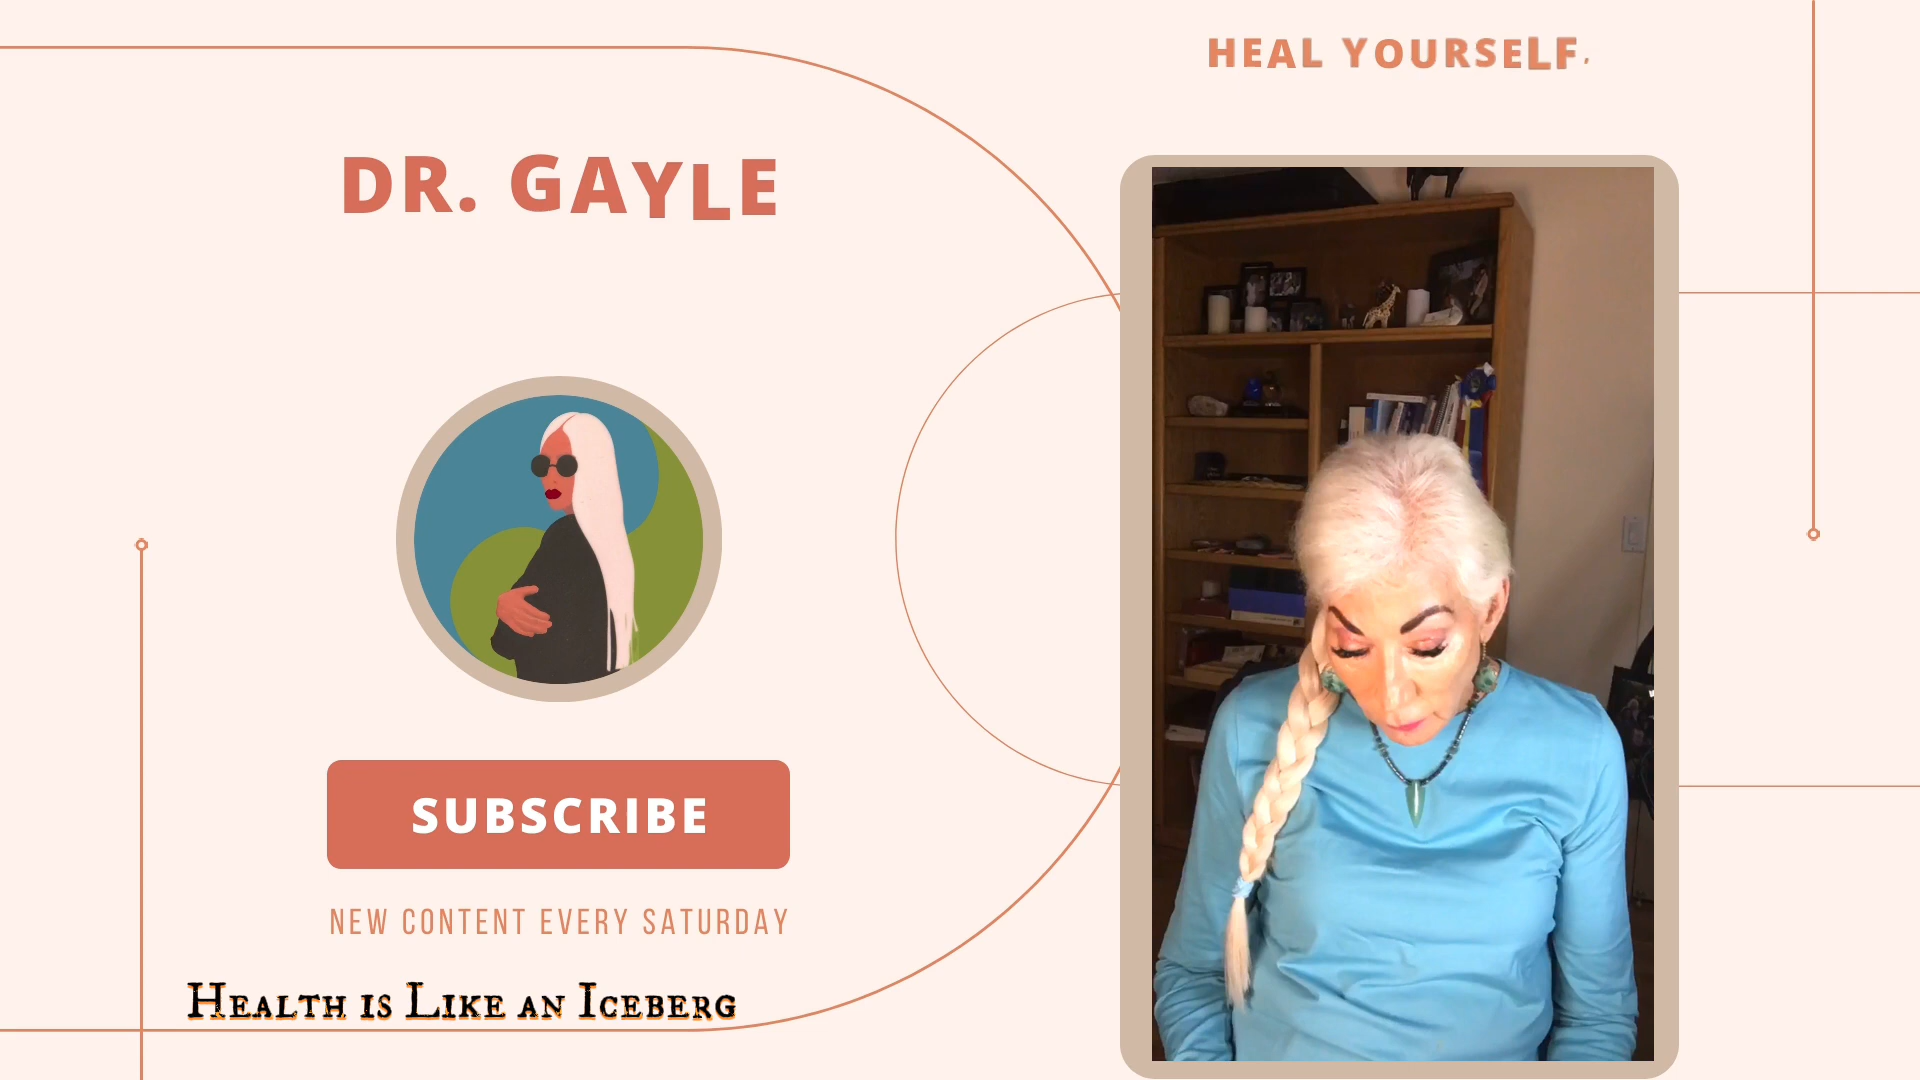 HEAL YOURSELF,
DR. GAYLE
SUBSCRIBE
NEW CONTENT EVERY SATURDAY
Health is Like an Iceberg